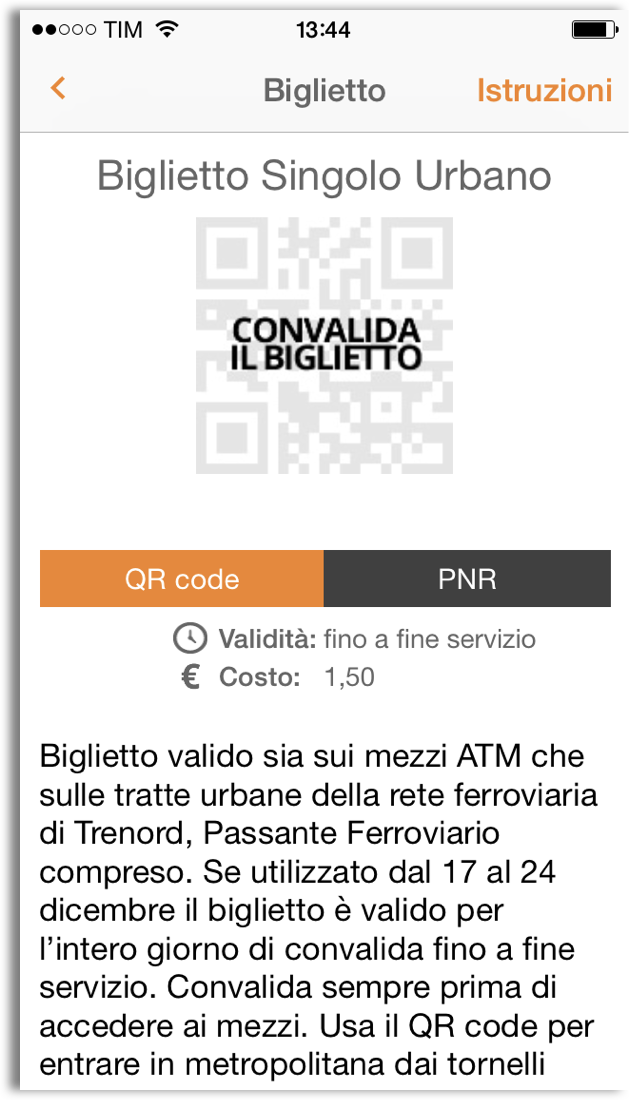 TIM 13:44
< Biglietto Istruzioni
Biglietto Singolo Urbano
CONVALIDA
IL BIGLIETTO
QR code PNR
Validità: fino a fine servizio
€ Costo: 1,50
Biglietto valido sia sui mezzi ATM che
sulle tratte urbane della rete ferroviaria
di Trenord, Passante Ferroviario
compreso. Se utilizzato dal 17 al 24
dicembre il biglietto è valido per
l’intero giorno di convalida fino a fine
servizio. Convalida sempre prima di
accedere ai mezzi. Usa il QR code per
entrare in metropolitana dai tornelli